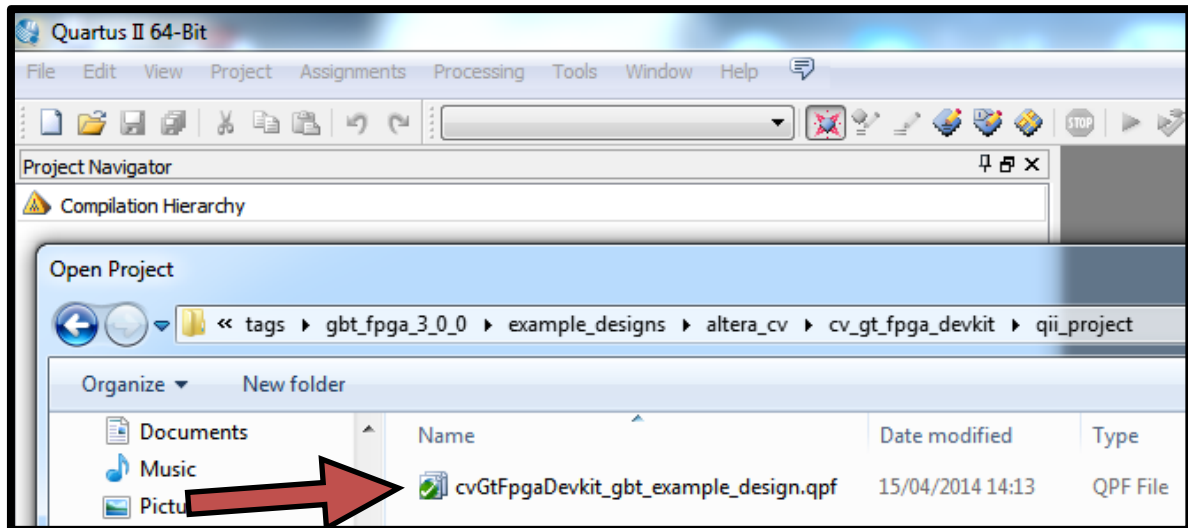 Quartus II 64-Bit
File Edit View Project Assignments Processing Tools Window Help
STOP
Project Navigator
Compilation Hierarchy
Open Project
« tags gbt_fpga_3_0_0 example_designs altera_cv cv_gt_fpga_devkit qii_project
Organize New folder
Documents Name Date modified Type
Music
cvGtFpgaDevkit_gbt_example_design.qpf 15/04/2014 14:13 QPF File
Pictu